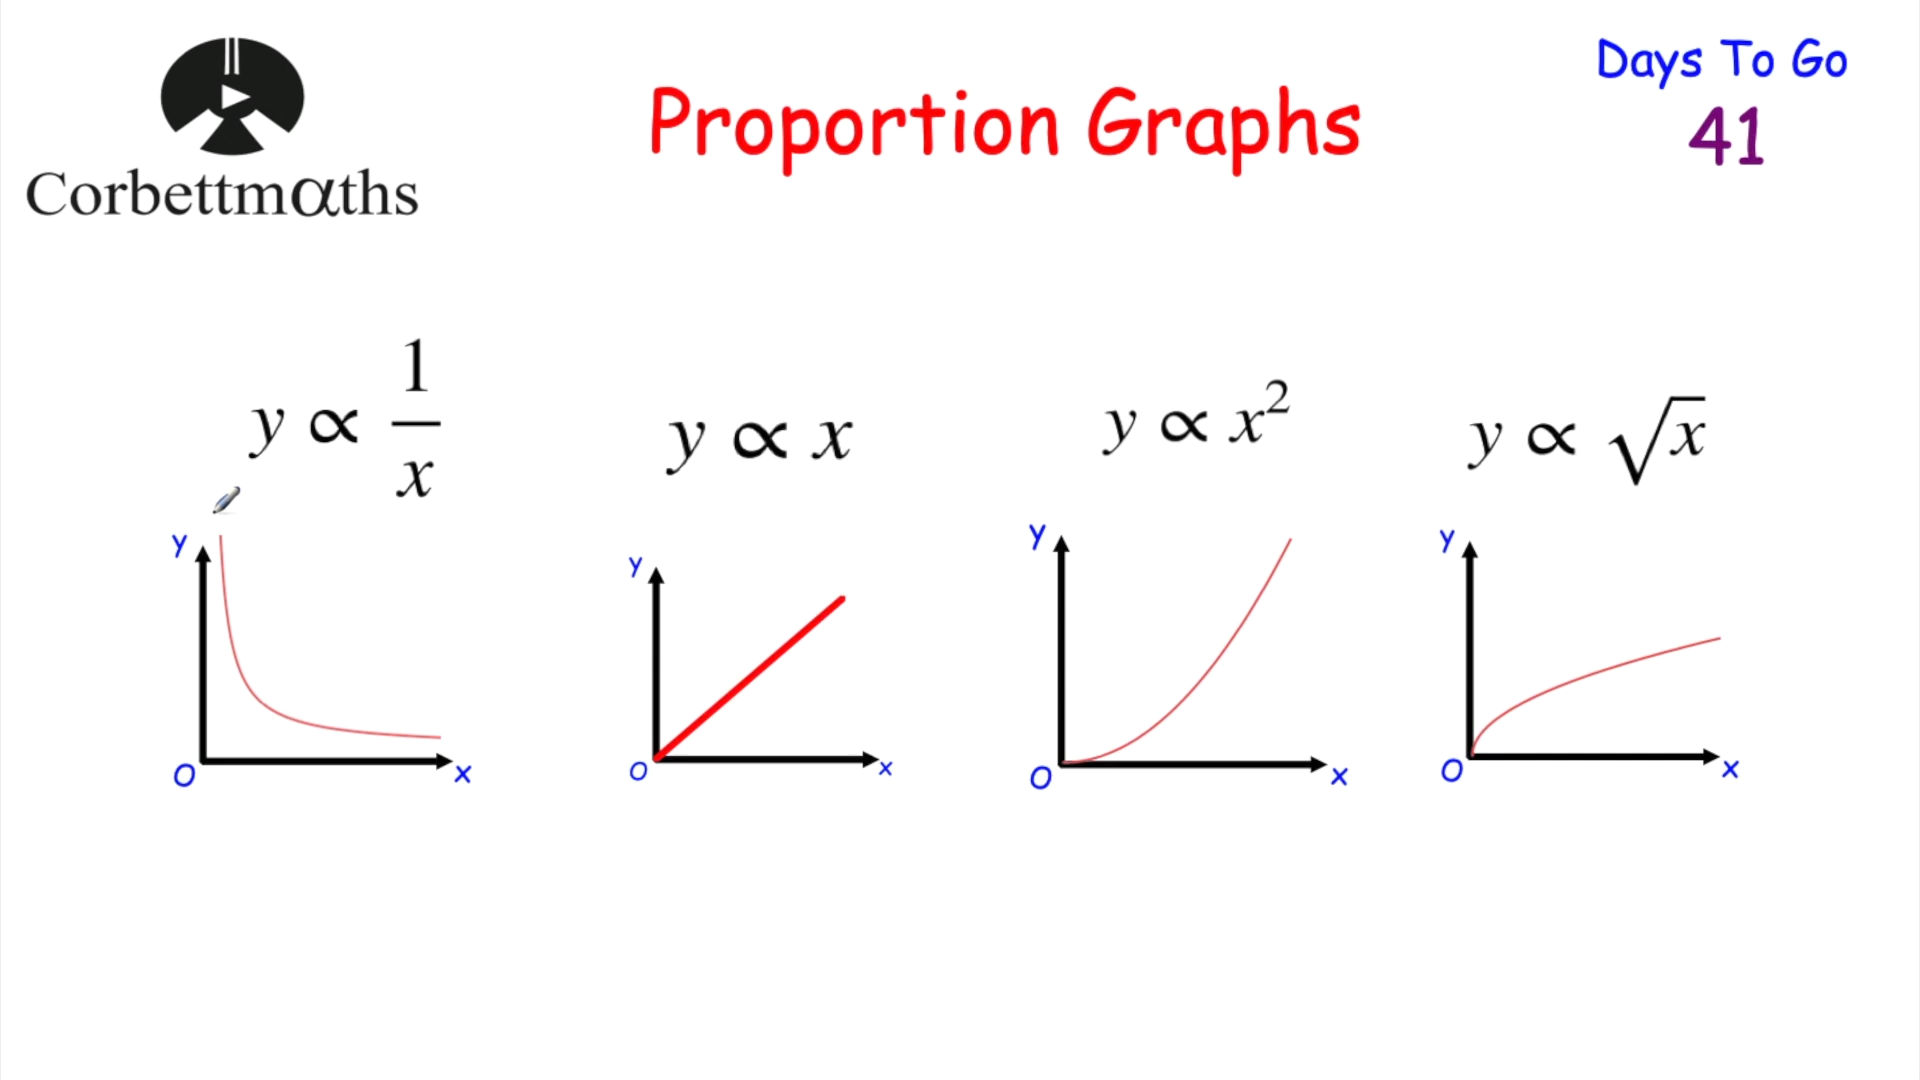 Corbettmαths
Proportion Graphs
Days To Go
41
y ∝ 1/x
y ∝ x
y ∝ x²
y ∝ √x
y
O
x
y
O
x
y
O
x
y
O
x